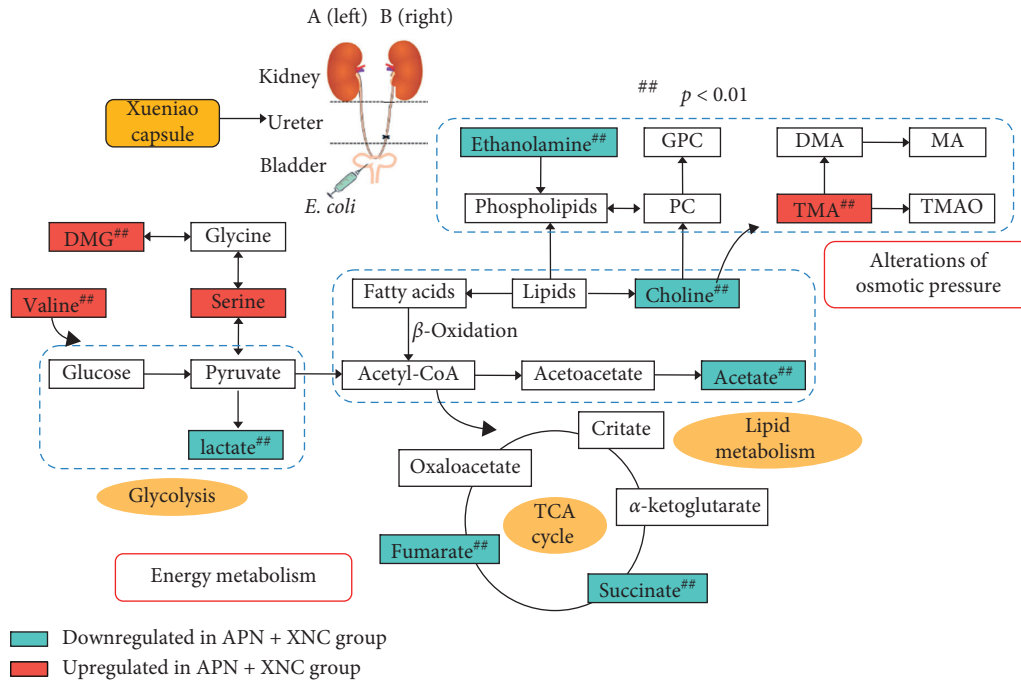 A (left) B (right)
Kidney
Xueniao
capsule
Ureter
Bladder
E. coli
## p < 0.01
Ethanolamine## GPC DMA MA
Phospholipids PC TMA## TMAO
DMG## Glycine
Alterations of
osmotic pressure
Valine## Serine
Fatty acids Lipids Choline##
β-Oxidation
Glucose Pyruvate Acetyl-CoA Acetoacetate Acetate##
lactate##
Critate
Lipid
metabolism
Oxaloacetate
Glycolysis
α-ketoglutarate
TCA
cycle
Fumarate##
Energy metabolism
Succinate##
Downregulated in APN + XNC group
Upregulated in APN + XNC group